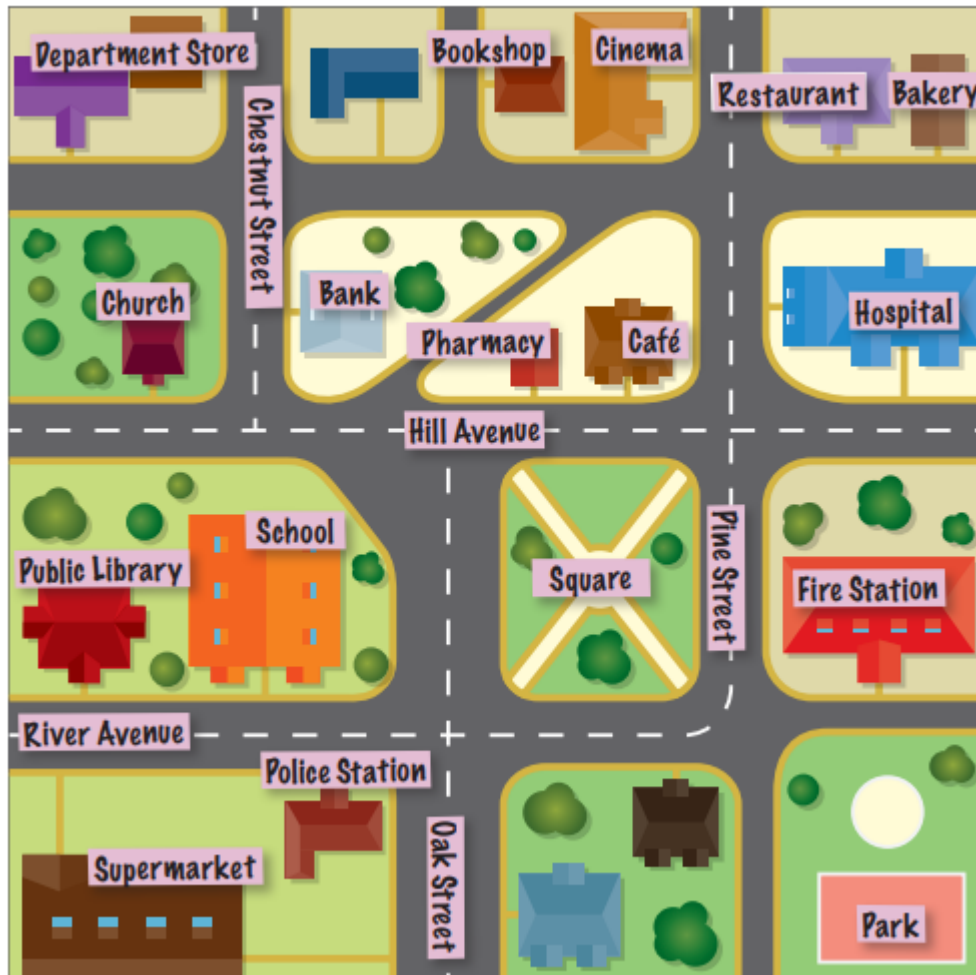 Department Store
Bookshop
Cinema
Restaurant
Bakery
Chestnut Street
Church
Bank
Pharmacy
Café
Hospital
Hill Avenue
Public Library
School
Square
Pine Street
Fire Station
River Avenue
Police Station
Supermarket
Oak Street
Park